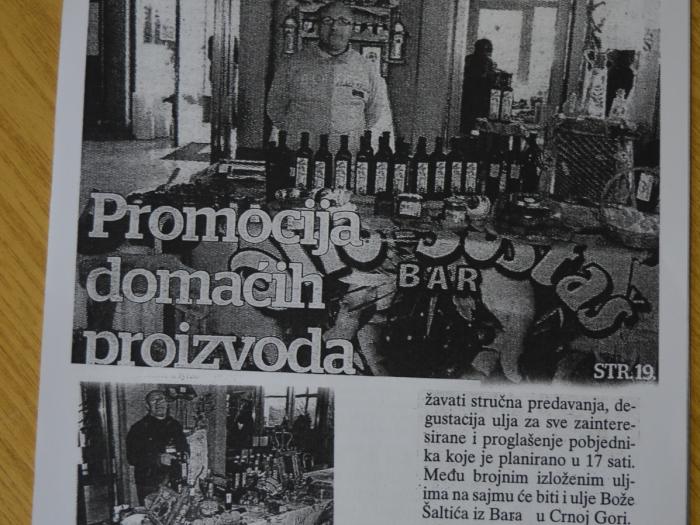 Promocija
domaćih
proizvoda
BAR
STR.19.
žavati stručna predavanja, de-
gustacija ulja za sve zaintere-
sirane i proglašenje pobjedni-
ka koje je planirano u 17 sati.
Među brojnim izloženim ulj-
ima na sajmu će biti i ulje Bože
Šaltića iz Bara u Crnoj Gori.